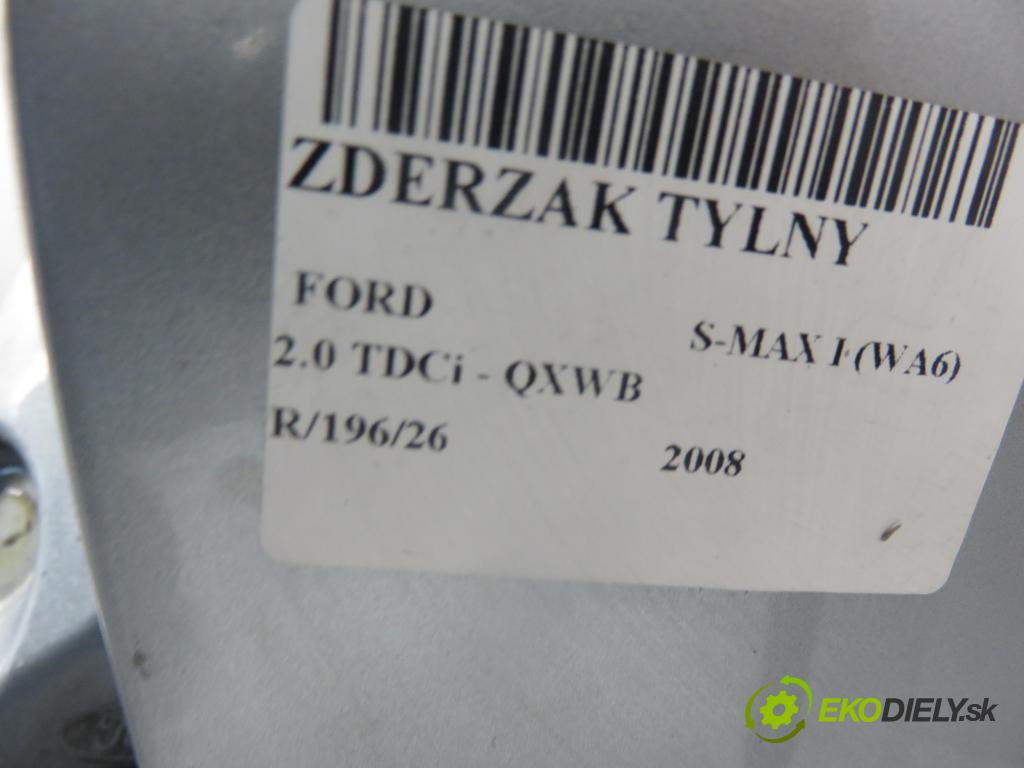 ZDERZAK TYLNY
FORD
S-MAX I (WA6)
2.0 TDCi - QXWB
R/196/26
2008
EKODIELY.sk